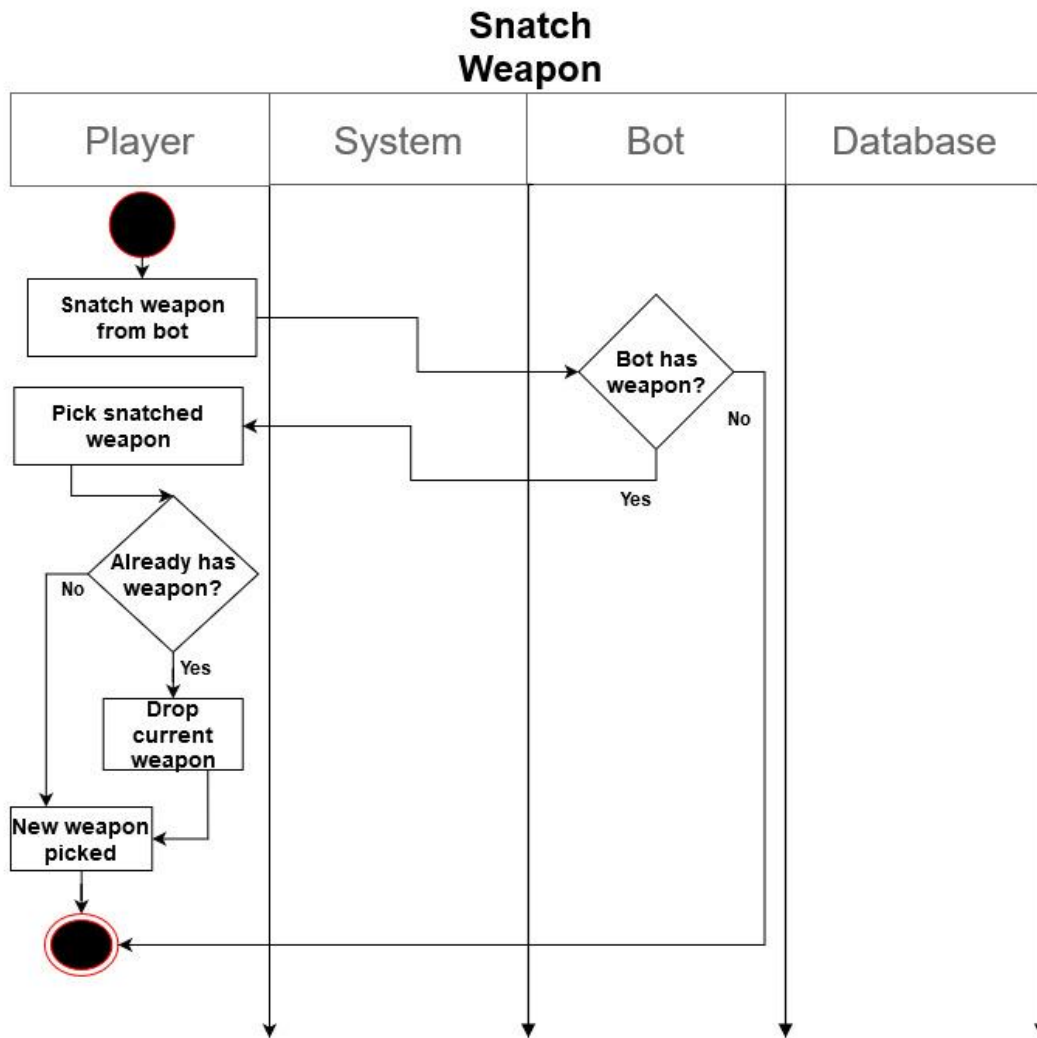 Snatch
Weapon
Player
System
Bot
Database
Snatch weapon
from bot
Bot has
weapon?
No
Yes
Pick snatched
weapon
Already has
weapon?
No
Yes
Drop
current
weapon
New weapon
picked